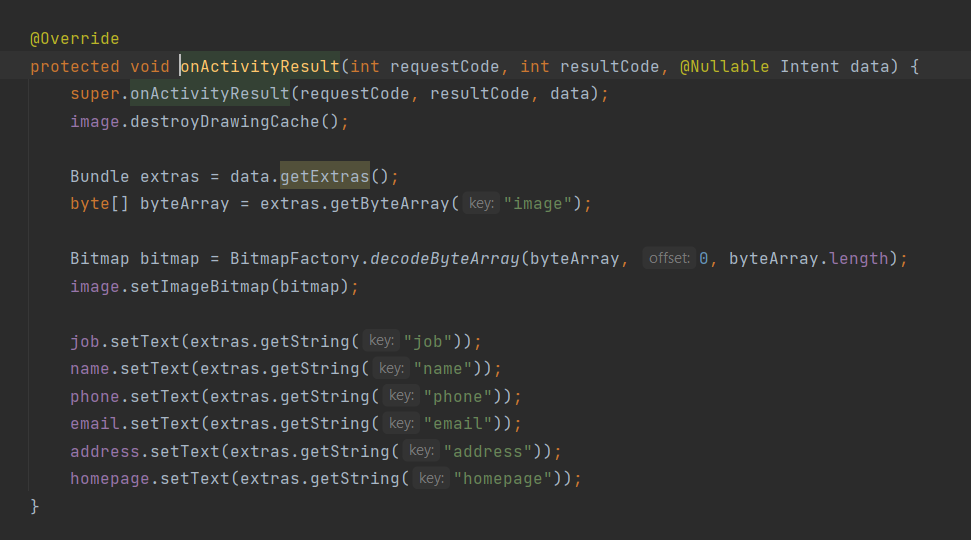 @Override
protected void onActivityResult(int requestCode, int resultCode, @Nullable Intent data) {
super.onActivityResult(requestCode, resultCode, data);
image.destroyDrawingCache();
Bundle extras = data.getExtras();
byte[] byteArray = extras.getByteArray( key: "image");
Bitmap bitmap = BitmapFactory.decodeByteArray(byteArray, offset: 0, byteArray.length);
image.setImageBitmap(bitmap);
job.setText(extras.getString( key: "job"));
name.setText(extras.getString( key: "name"));
phone.setText(extras.getString( key: "phone"));
email.setText(extras.getString( key: "email"));
address.setText(extras.getString( key: "address"));
homepage.setText(extras.getString( key: "homepage"));
}